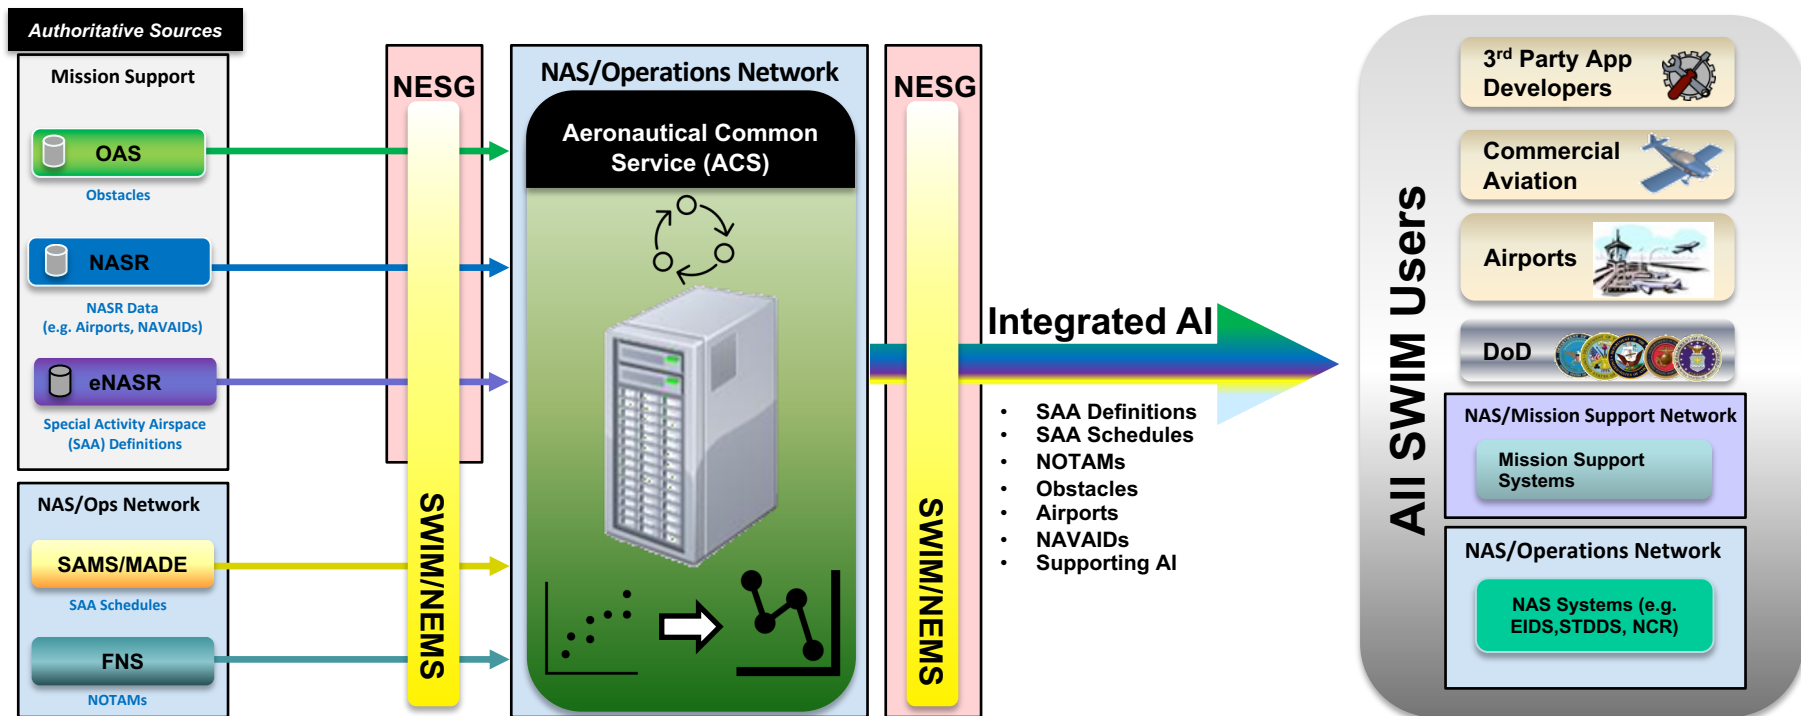 Authoritative Sources
Mission Support
OAS
Obstacles
NASR
NASR Data
(e.g. Airports, NAVAIDs)
eNASR
Special Activity Airspace
(SAA) Definitions
NAS/Ops Network
SAMS/MADE
SAA Schedules
FNS
NOTAMs
NESG
SWIM/NEMS
NAS/Operations Network
Aeronautical Common
Service (ACS)
NESG
SWIM/NEMS
Integrated AI
• SAA Definitions
• SAA Schedules
• NOTAMs
• Obstacles
• Airports
• NAVAIDs
• Supporting AI
All SWIM Users
3rd Party App
Developers
Commercial
Aviation
Airports
DoD
NAS/Mission Support Network
Mission Support
Systems
NAS/Operations Network
NAS Systems (e.g.
EIDS,STDDS, NCR)